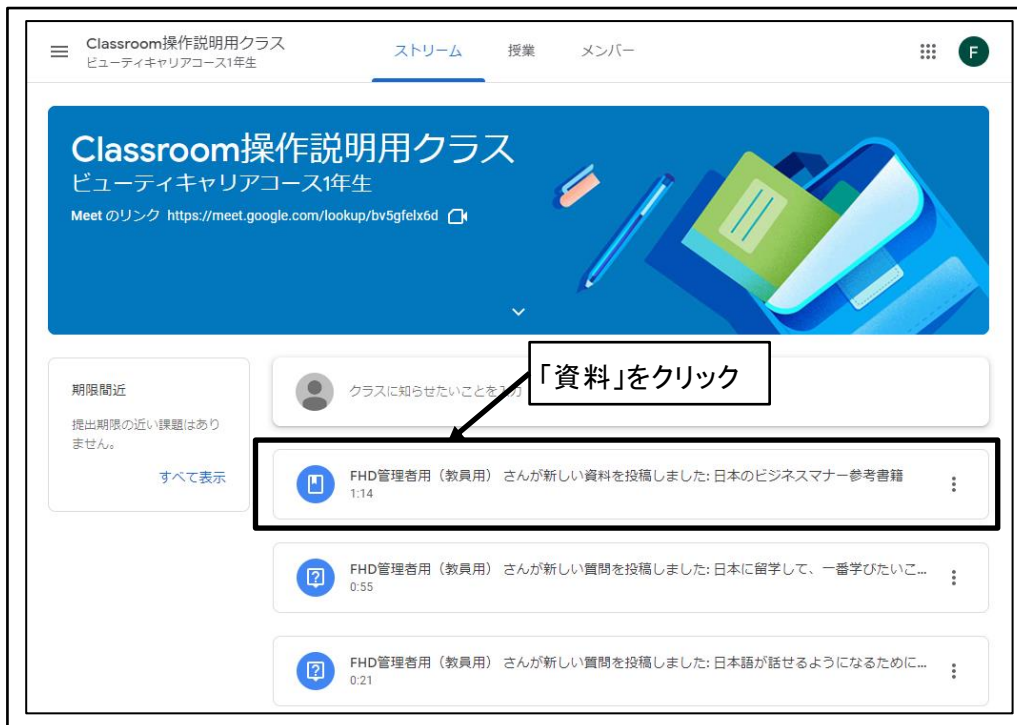 Classroom操作説明用クラス
ビューティキャリアコース1年生
ストリーム 授業 メンバー
F
Classroom操作説明用クラス
ビューティキャリアコース1年生
Meet のリンク https://meet.google.com/lookup/bv5gfelx6d
「資料」をクリック
期限間近
提出期限の近い課題はあり
ません。
すべて表示
クラスに知らせたいことを入力
FHD管理者用（教員用） さんが新しい資料を投稿しました: 日本のビジネスマナー参考書籍
1:14
FHD管理者用（教員用） さんが新しい質問を投稿しました: 日本に留学して、一番学びたいこ...
0:55
FHD管理者用（教員用） さんが新しい質問を投稿しました: 日本語が話せるようになるために...
0:21